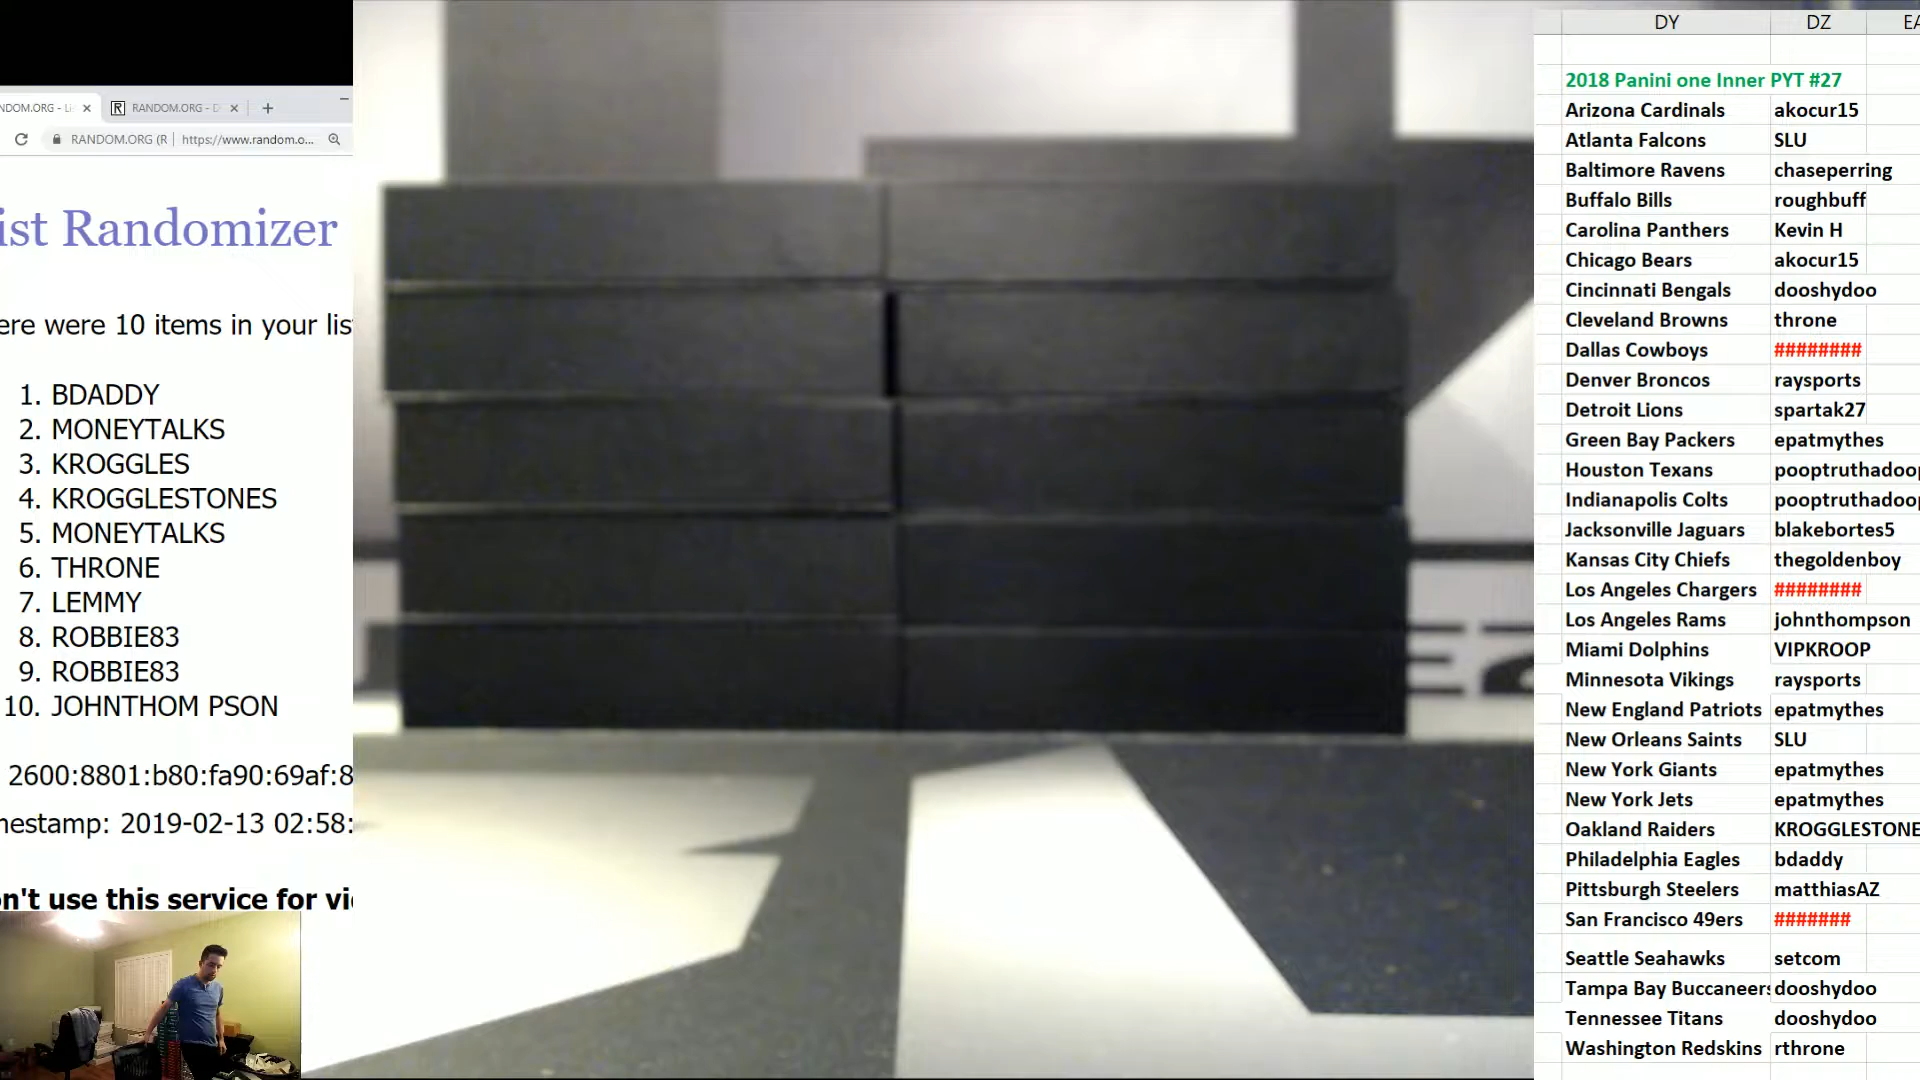 NDOM.ORG - Li
RANDOM.ORG - D
RANDOM.ORG (R
https://www.random.o...
ist Randomizer
ere were 10 items in your lis
1. BDADDY
2. MONEYTALKS
3. KROGGLES
4. KROGGLESTONES
5. MONEYTALKS
6. THRONE
7. LEMMY
8. ROBBIE83
9. ROBBIE83
10. JOHNTHOM PSON
2600:8801:b80:fa90:69af:8
nestamp: 2019-02-13 02:58:
on't use this service for vi
DY DZ EA
2018 Panini one Inner PYT #27
Arizona Cardinals akocur15
Atlanta Falcons SLU
Baltimore Ravens chaseperring
Buffalo Bills roughbuff
Carolina Panthers Kevin H
Chicago Bears akocur15
Cincinnati Bengals dooshydoo
Cleveland Browns throne
Dallas Cowboys ########
Denver Broncos raysports
Detroit Lions spartak27
Green Bay Packers epatmythes
Houston Texans pooptruthadoop
Indianapolis Colts pooptruthadoop
Jacksonville Jaguars blakebortes5
Kansas City Chiefs thegoldenboy
Los Angeles Chargers ########
Los Angeles Rams johnthompson
Miami Dolphins VIPKROOP
Minnesota Vikings raysports
New England Patriots epatmythes
New Orleans Saints SLU
New York Giants epatmythes
New York Jets epatmythes
Oakland Raiders KROGGLESTONE
Philadelphia Eagles bdaddy
Pittsburgh Steelers matthiasAZ
San Francisco 49ers #######
Seattle Seahawks setcom
Tampa Bay Buccaneers dooshydoo
Tennessee Titans dooshydoo
Washington Redskins rthrone